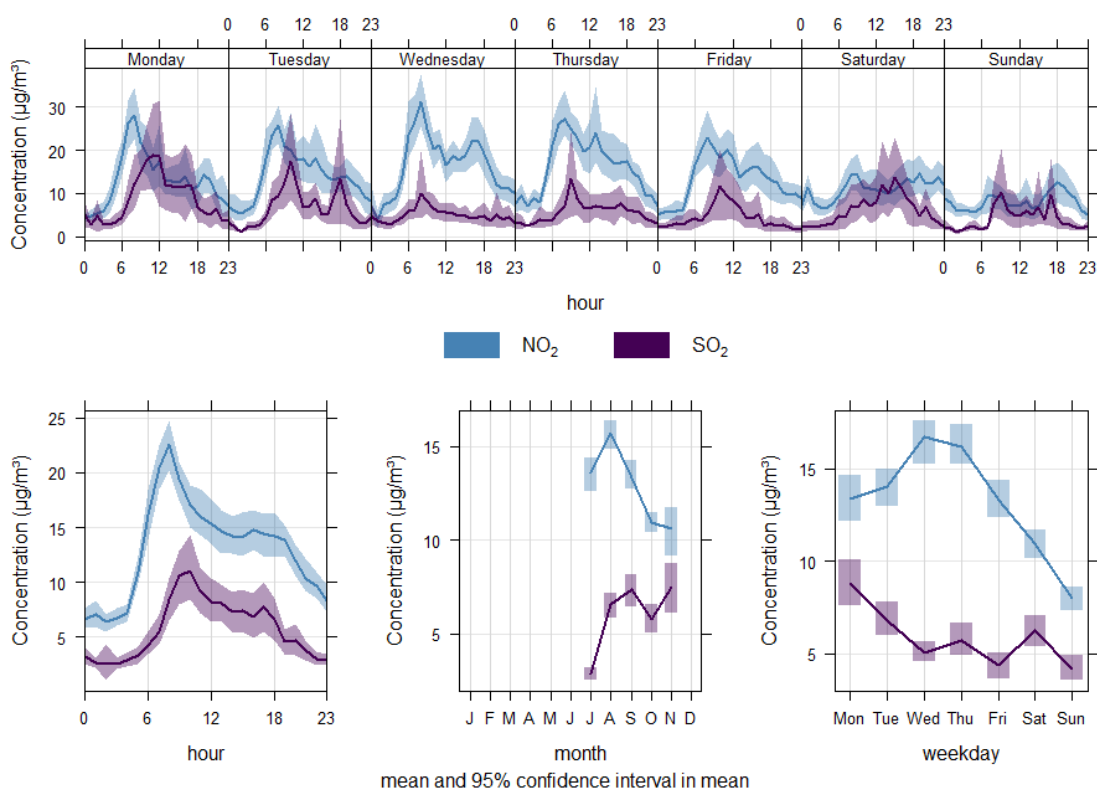 0 6 12 18 23 0 6 12 18 23 0 6 12 18 23
Monday Tuesday Wednesday Thursday Friday Saturday Sunday
Concentration (µg/m³)
30
20
10
0
0 6 12 18 23 0 6 12 18 23 0 6 12 18 23 0 6 12 18 23
hour
NO₂ SO₂
Concentration (µg/m³)
25
20
15
10
5
0 6 12 18 23
hour
Concentration (µg/m³)
15
10
5
J F M A M J J A S O N D
month
Concentration (µg/m³)
15
10
5
Mon Tue Wed Thu Fri Sat Sun
weekday
mean and 95% confidence interval in mean